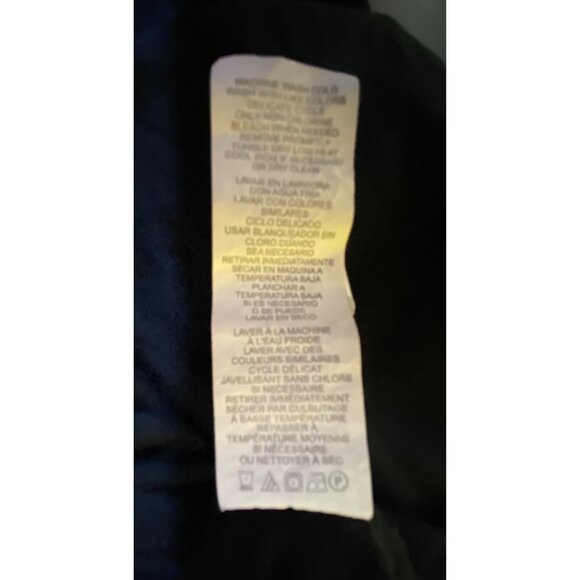 MACHINE WASH COLD
WASH WITH LIKE COLORS
DELICATE CYCLE
ONLY NON-CHLORINE
BLEACH WHEN NEEDED
REMOVE PROMPTLY
TUMBLE DRY LOW HEAT
COOL IRON IF NECESSARY
OR DRY CLEAN
LAVAR EN LAVADORA
CON AGUA FRIA
LAVAR CON COLORES
SIMILARES
CICLO DELICADO
USAR BLANQUEADOR SIN
CLORO CUANDO
SEA NECESARIO
RETIRAR INMEDIATAMENTE
SECAR EN MAQUINA A
TEMPERATURA BAJA
PLANCHAR A
TEMPERATURA BAJA
SI ES NECESARIO
O SE PUEDE
LAVAR EN SECO
LAVER À LA MACHINE
À L'EAU FROIDE
LAVER AVEC DES
COULEURS SIMILAIRES
CYCLE DÉLICAT
JAVELLISANT SANS CHLORE
SI NÉCESSAIRE
RETIRER IMMÉDIATEMENT
SÉCHER PAR CULBUTAGE
À BASSE TEMPÉRATURE
REPASSER À
TEMPÉRATURE MOYENNE
SI NÉCESSAIRE
OU NETTOYER À SEC
P